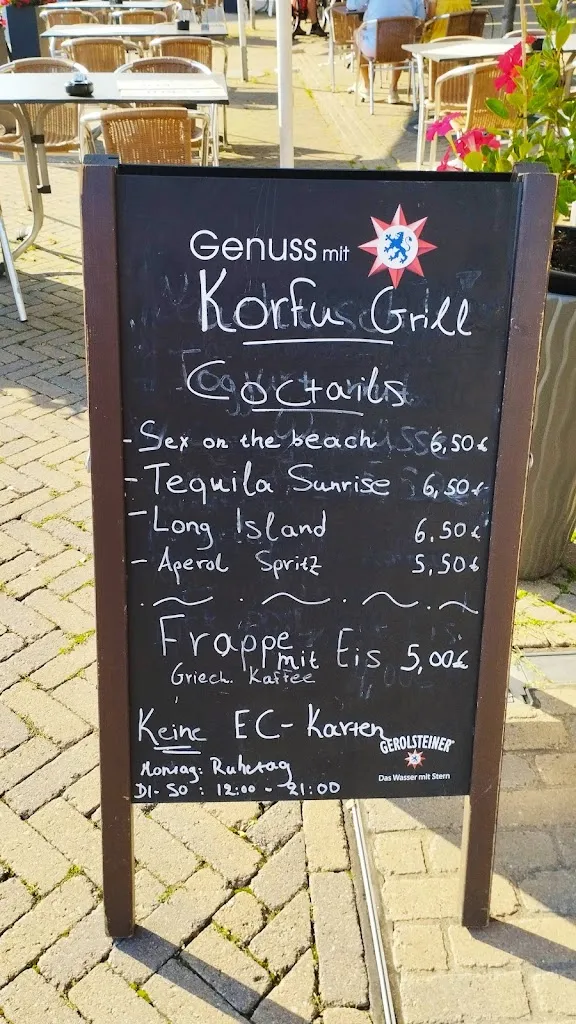 Genuss mit
Korfu Grill
Coctails
- Sex on the beach 6,50€
- Tequila Sunrise 6,50€
- Long Island 6.50€
- Aperol Spritz 5,50€
Frappe mit Eis 5,00€
Griech. Kaffee
Keine EC-Karten
GEROLSTEINER
Das Wasser mit Stern
Montag: Ruhetag
DI-SO: 12:00 - 21:00